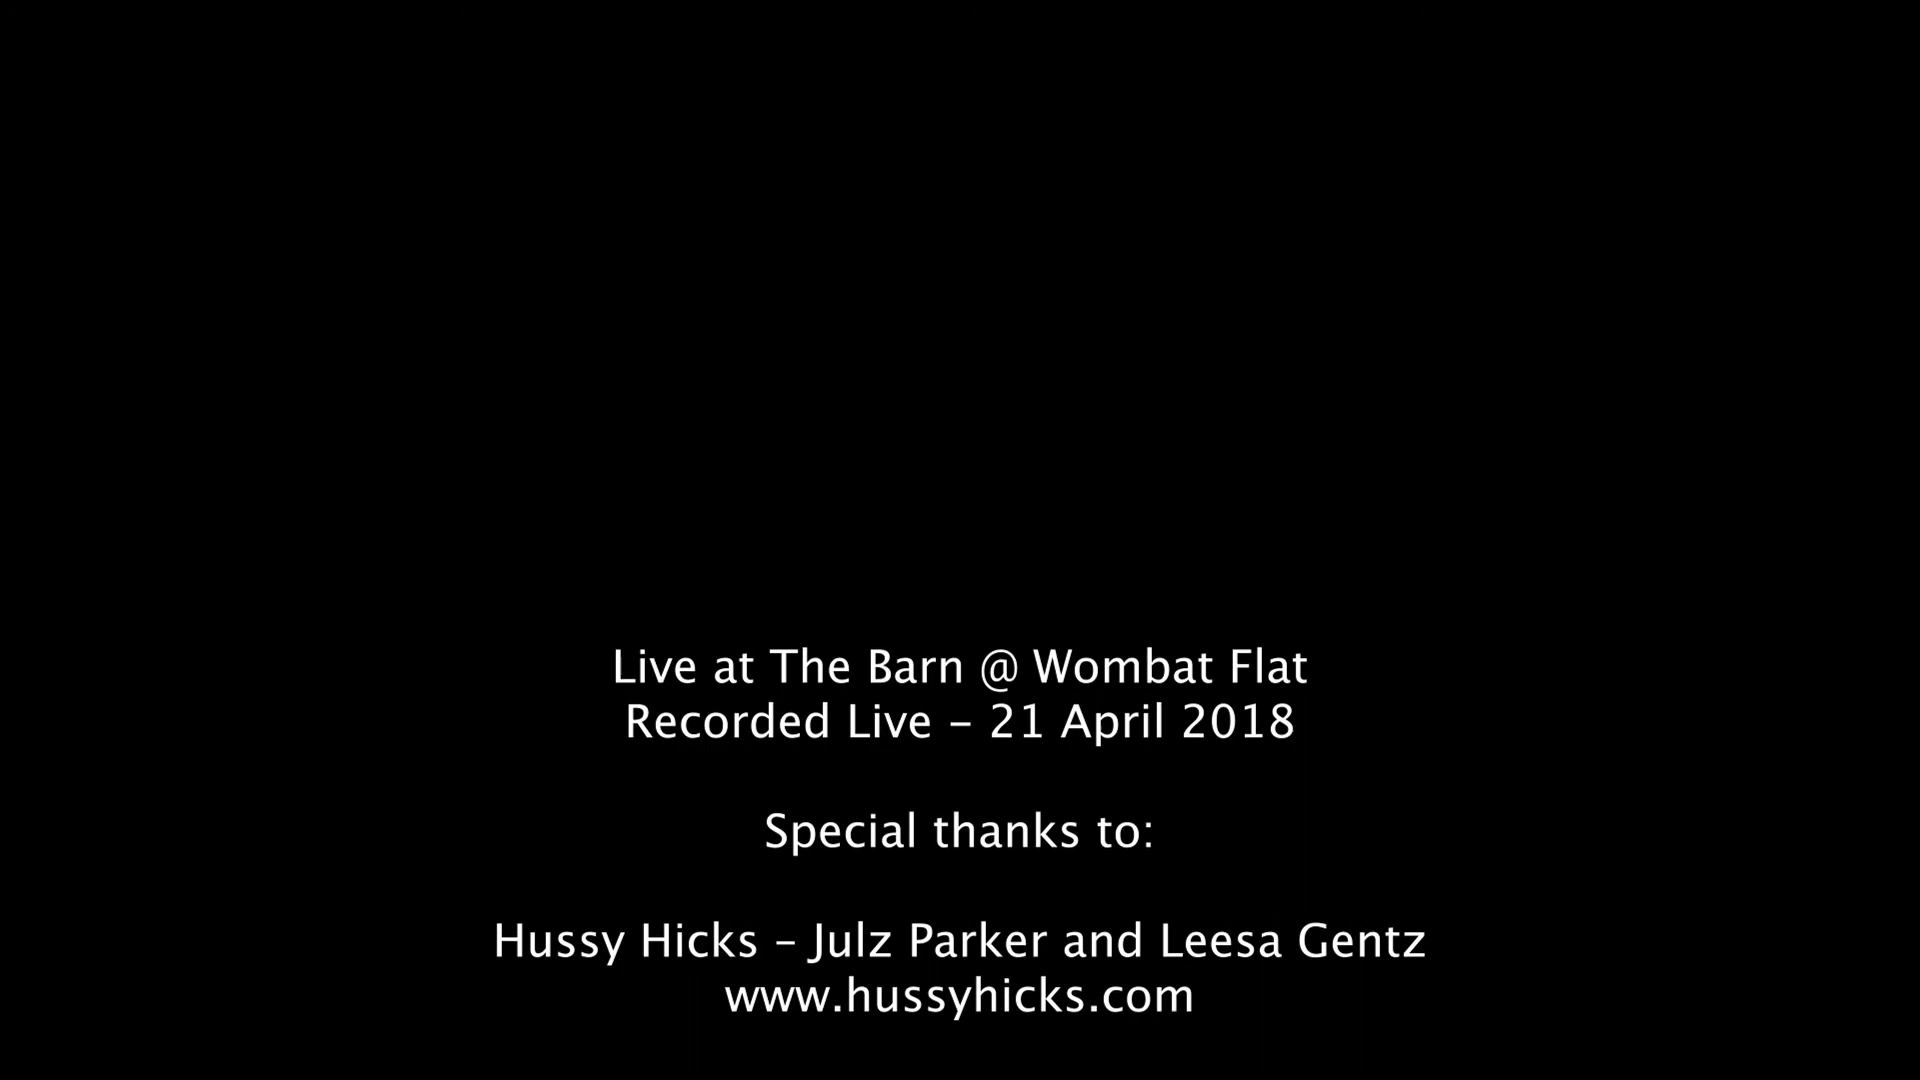 Live at The Barn @ Wombat Flat
Recorded Live – 21 April 2018
Special thanks to:
Hussy Hicks – Julz Parker and Leesa Gentz
www.hussyhicks.com